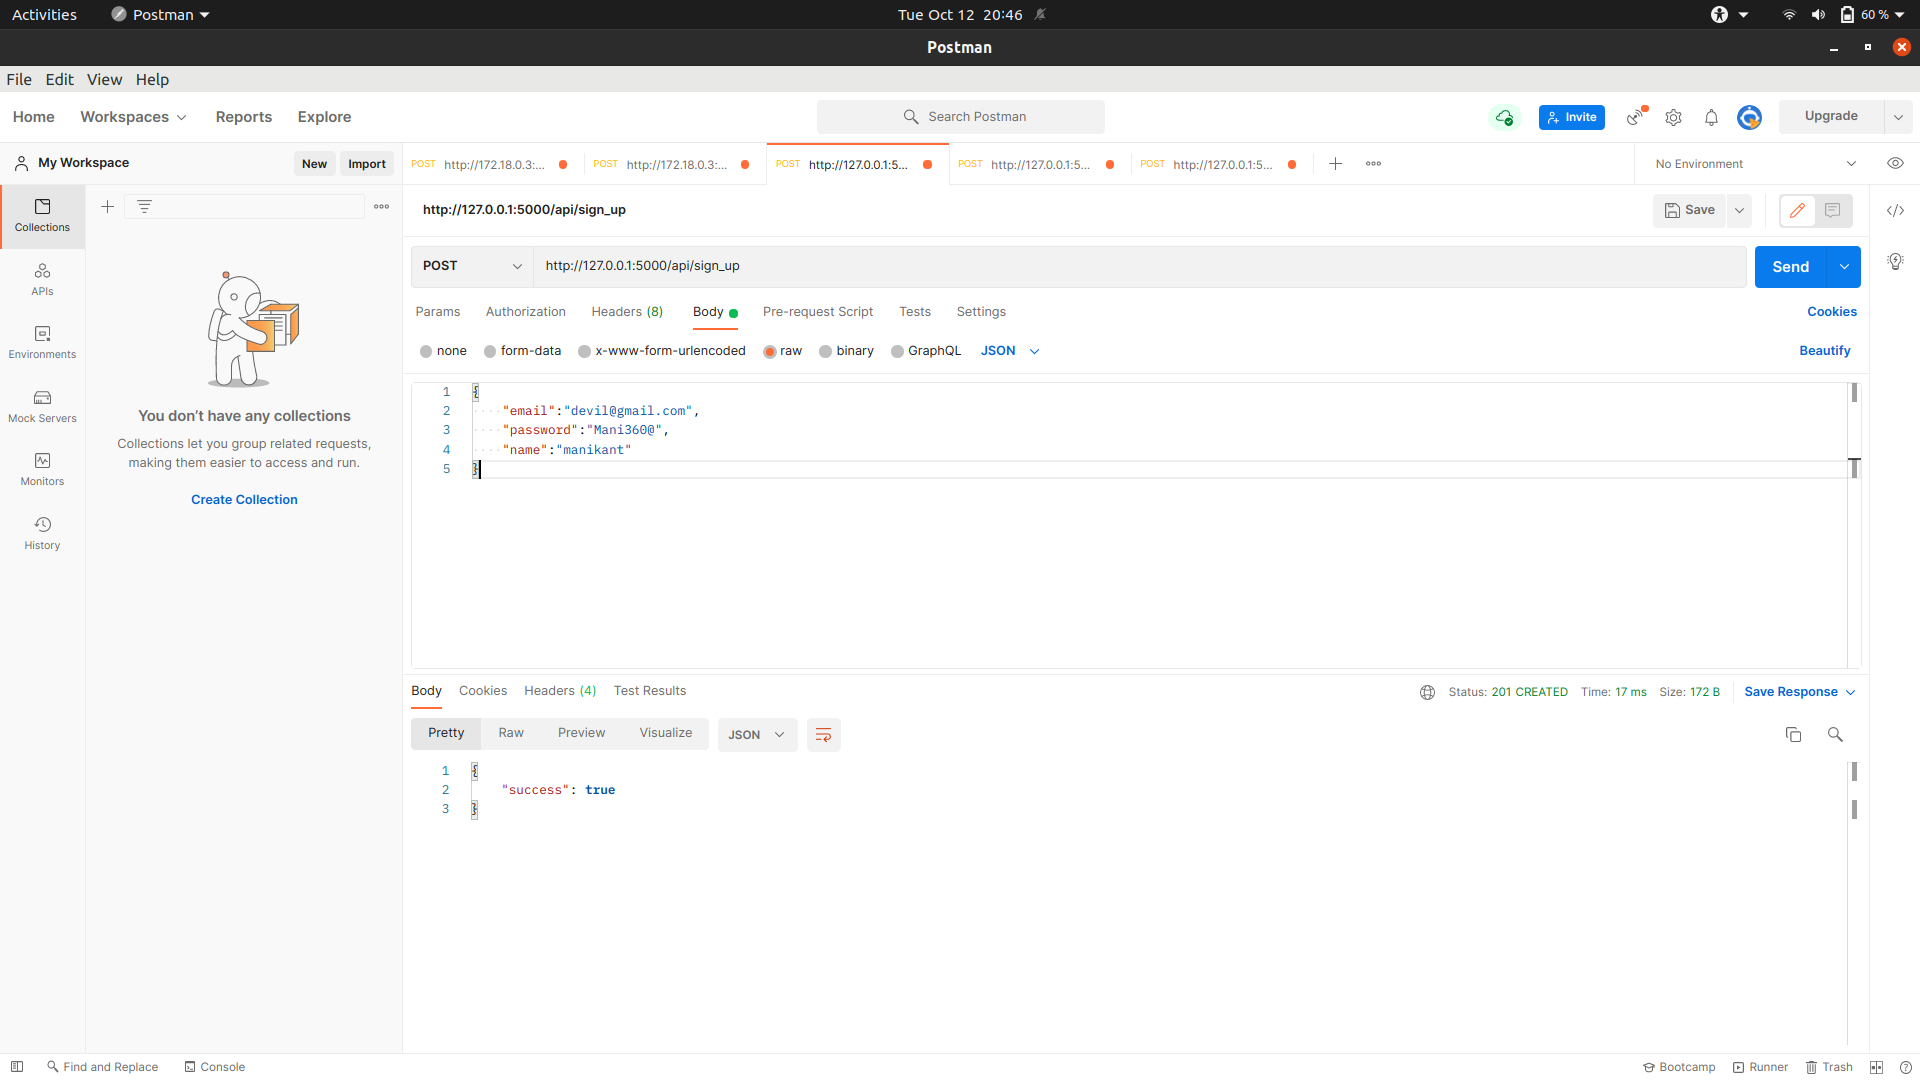 Activities Postman Tue Oct 12 20:46 60 %
Postman
File Edit View Help
Home Workspaces Reports Explore Search Postman Invite Upgrade
My Workspace New Import POST http://172.18.0.3:... POST http://172.18.0.3:... POST http://127.0.0.1:5... POST http://127.0.0.1:5... POST http://127.0.0.1:5... No Environment
Collections
APIs
Environments
Mock Servers
Monitors
History
You don't have any collections
Collections let you group related requests,
making them easier to access and run.
Create Collection
http://127.0.0.1:5000/api/sign_up Save
POST http://127.0.0.1:5000/api/sign_up Send
Params Authorization Headers (8) Body Pre-request Script Tests Settings Cookies
none form-data x-www-form-urlencoded raw binary GraphQL JSON Beautify
1 {
2 "email":"devil@gmail.com",
3 "password":"Mani360@",
4 "name":"manikant"
5 }
Body Cookies Headers (4) Test Results Status: 201 CREATED Time: 17 ms Size: 172 B Save Response
Pretty Raw Preview Visualize JSON
1 {
2 "success": true
3 }
Find and Replace Console Bootcamp Runner Trash